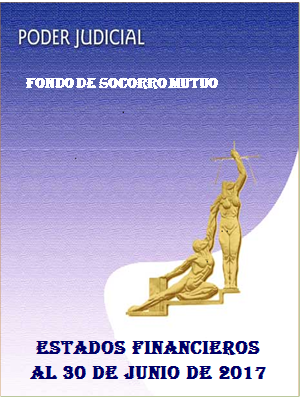 PODER JUDICIAL
FONDO DE SOCORRO MUTUO
ESTADOS FINANCIEROS
AL 30 DE JUNIO DE 2017